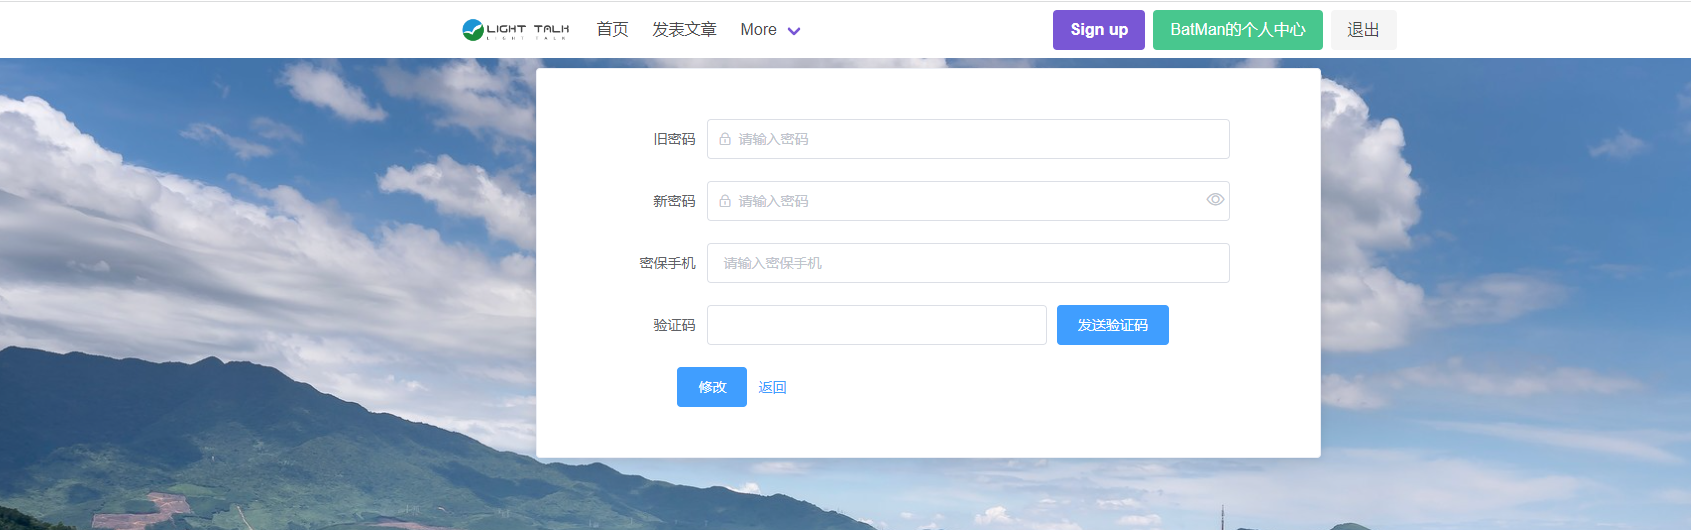 LIGHT TALK
LIGHT TALK
首页 发表文章 More Sign up BatMan的个人中心 退出
旧密码 请输入密码
新密码 请输入密码
密保手机 请输入密保手机
验证码 发送验证码
修改 返回